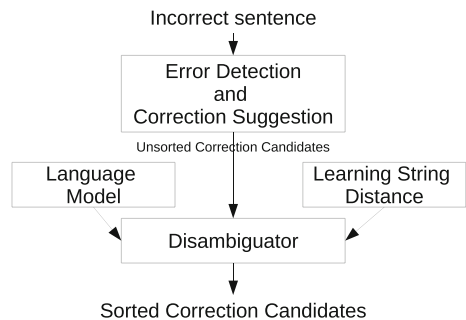 Incorrect sentence
Error Detection
and
Correction Suggestion
Unsorted Correction Candidates
Language
Model
Learning String
Distance
Disambiguator
Sorted Correction Candidates